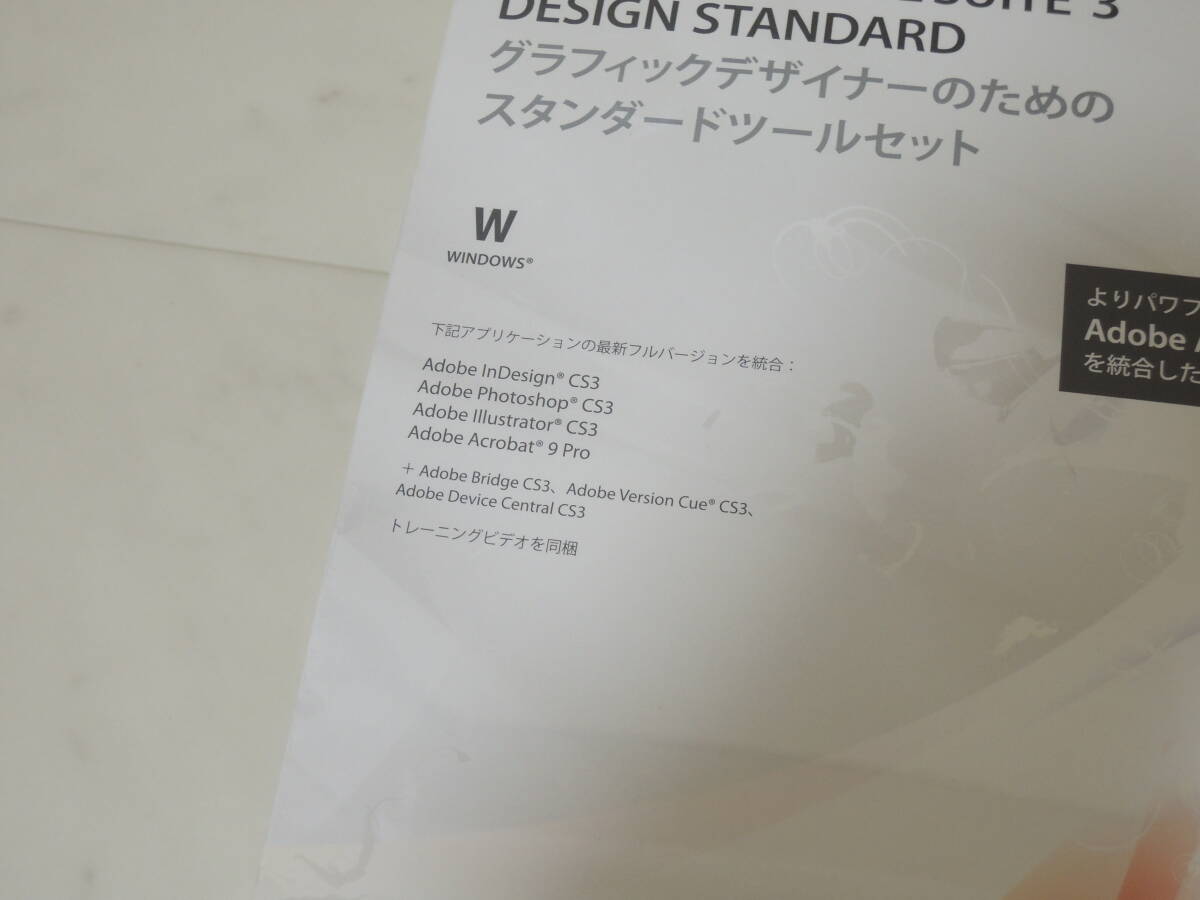 SUITE 3
DESIGN STANDARD
グラフィックデザイナーのための
スタンダードツールセット
W
WINDOWS®
下記アプリケーションの最新フルバージョンを統合：
Adobe InDesign® CS3
Adobe Photoshop® CS3
Adobe Illustrator® CS3
Adobe Acrobat® 9 Pro
＋ Adobe Bridge CS3、Adobe Version Cue® CS3、
Adobe Device Central CS3
トレーニングビデオを同梱
よりパワフ
Adobe A
を統合した